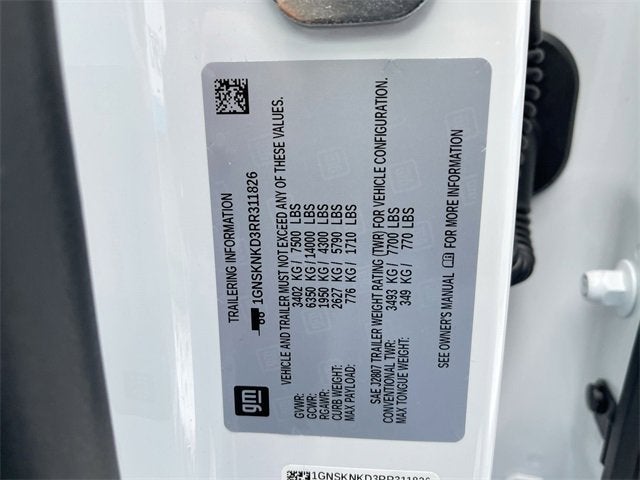 TRAILERING INFORMATION
1GNSKNKD3RR311826
gm
VEHICLE AND TRAILER MUST NOT EXCEED ANY OF THESE VALUES.
GVWR: 3402 KG / 7500 LBS
GCWR: 6350 KG / 14000 LBS
RGAWR: 1950 KG / 4300 LBS
CURB WEIGHT: 2627 KG / 5790 LBS
MAX PAYLOAD: 776 KG / 1710 LBS
SAE J2807 TRAILER WEIGHT RATING (TWR) FOR VEHICLE CONFIGURATION.
CONVENTIONAL TWR: 3492 KG / 7700 LBS
MAX TONGUE WEIGHT: 349 KG / 770 LBS
SEE OWNER'S MANUAL FOR MORE INFORMATION
1GNSKNKD3RR311826